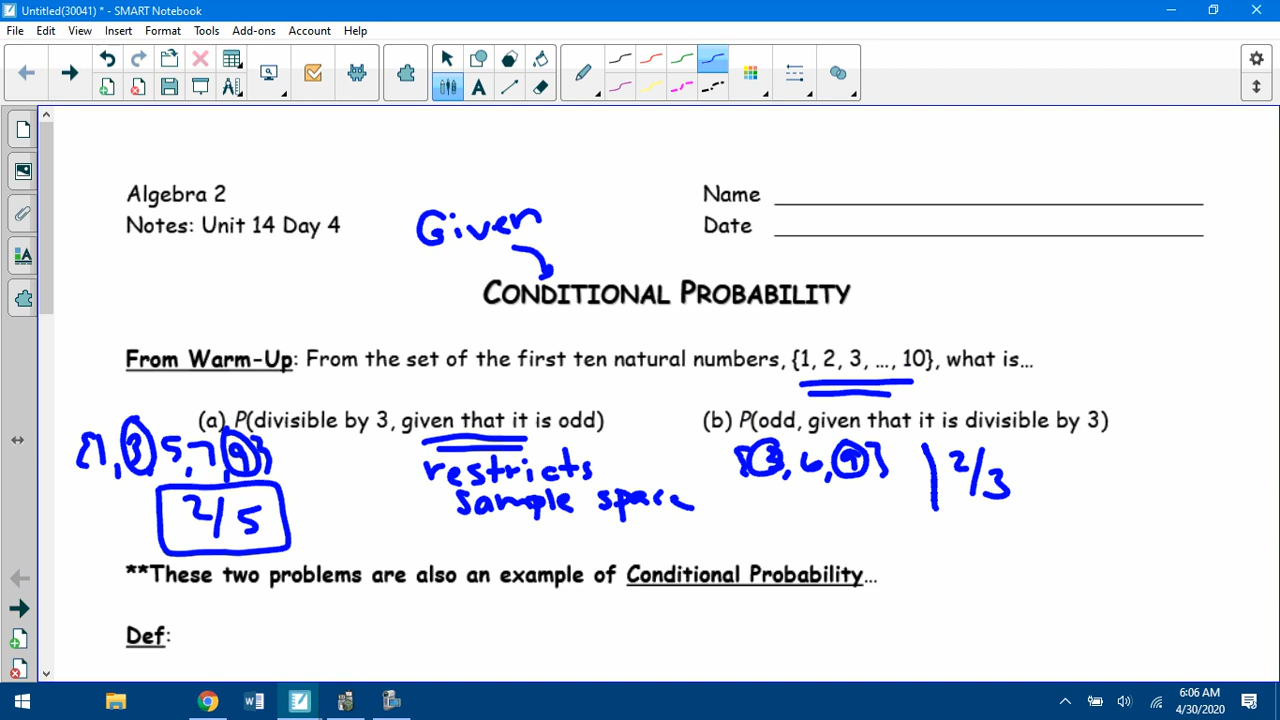 Untitled(30041) * - SMART Notebook
File Edit View Insert Format Tools Add-ons Account Help
Algebra 2
Name
Notes: Unit 14 Day 4
Date
Given
CONDITIONAL PROBABILITY
From Warm-Up: From the set of the first ten natural numbers, {1, 2, 3, ..., 10}, what is...
(a) P(divisible by 3, given that it is odd)
(b) P(odd, given that it is divisible by 3)
{1, 3 5, 7, 9}
restricts
sample space
2/5
{3, 6, 9}
2/3
**These two problems are also an example of Conditional Probability...
Def:
6:06 AM
4/30/2020